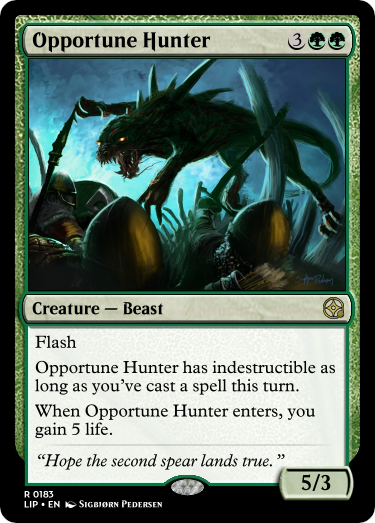 Opportune Hunter 3
Creature — Beast
Flash
Opportune Hunter has indestructible as
long as you've cast a spell this turn.
When Opportune Hunter enters, you
gain 5 life.
“Hope the second spear lands true.”
5/3
R 0183
LIP • EN Sigbjørn Pedersen